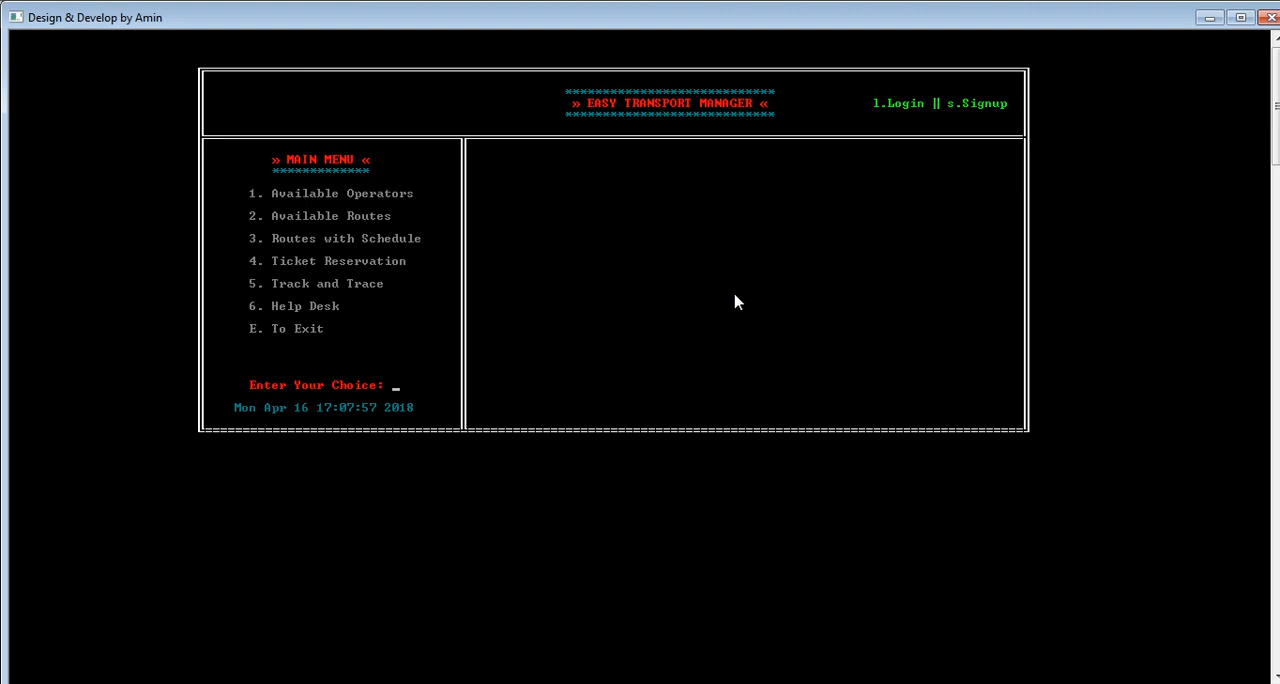 Design & Develop by Amin
****************************
» EASY TRANSPORT MANAGER «
l.Login || s.Signup
****************************
» MAIN MENU «
*************
1. Available Operators
2. Available Routes
3. Routes with Schedule
4. Ticket Reservation
5. Track and Trace
6. Help Desk
E. To Exit
Enter Your Choice: _
Mon Apr 16 17:07:57 2018